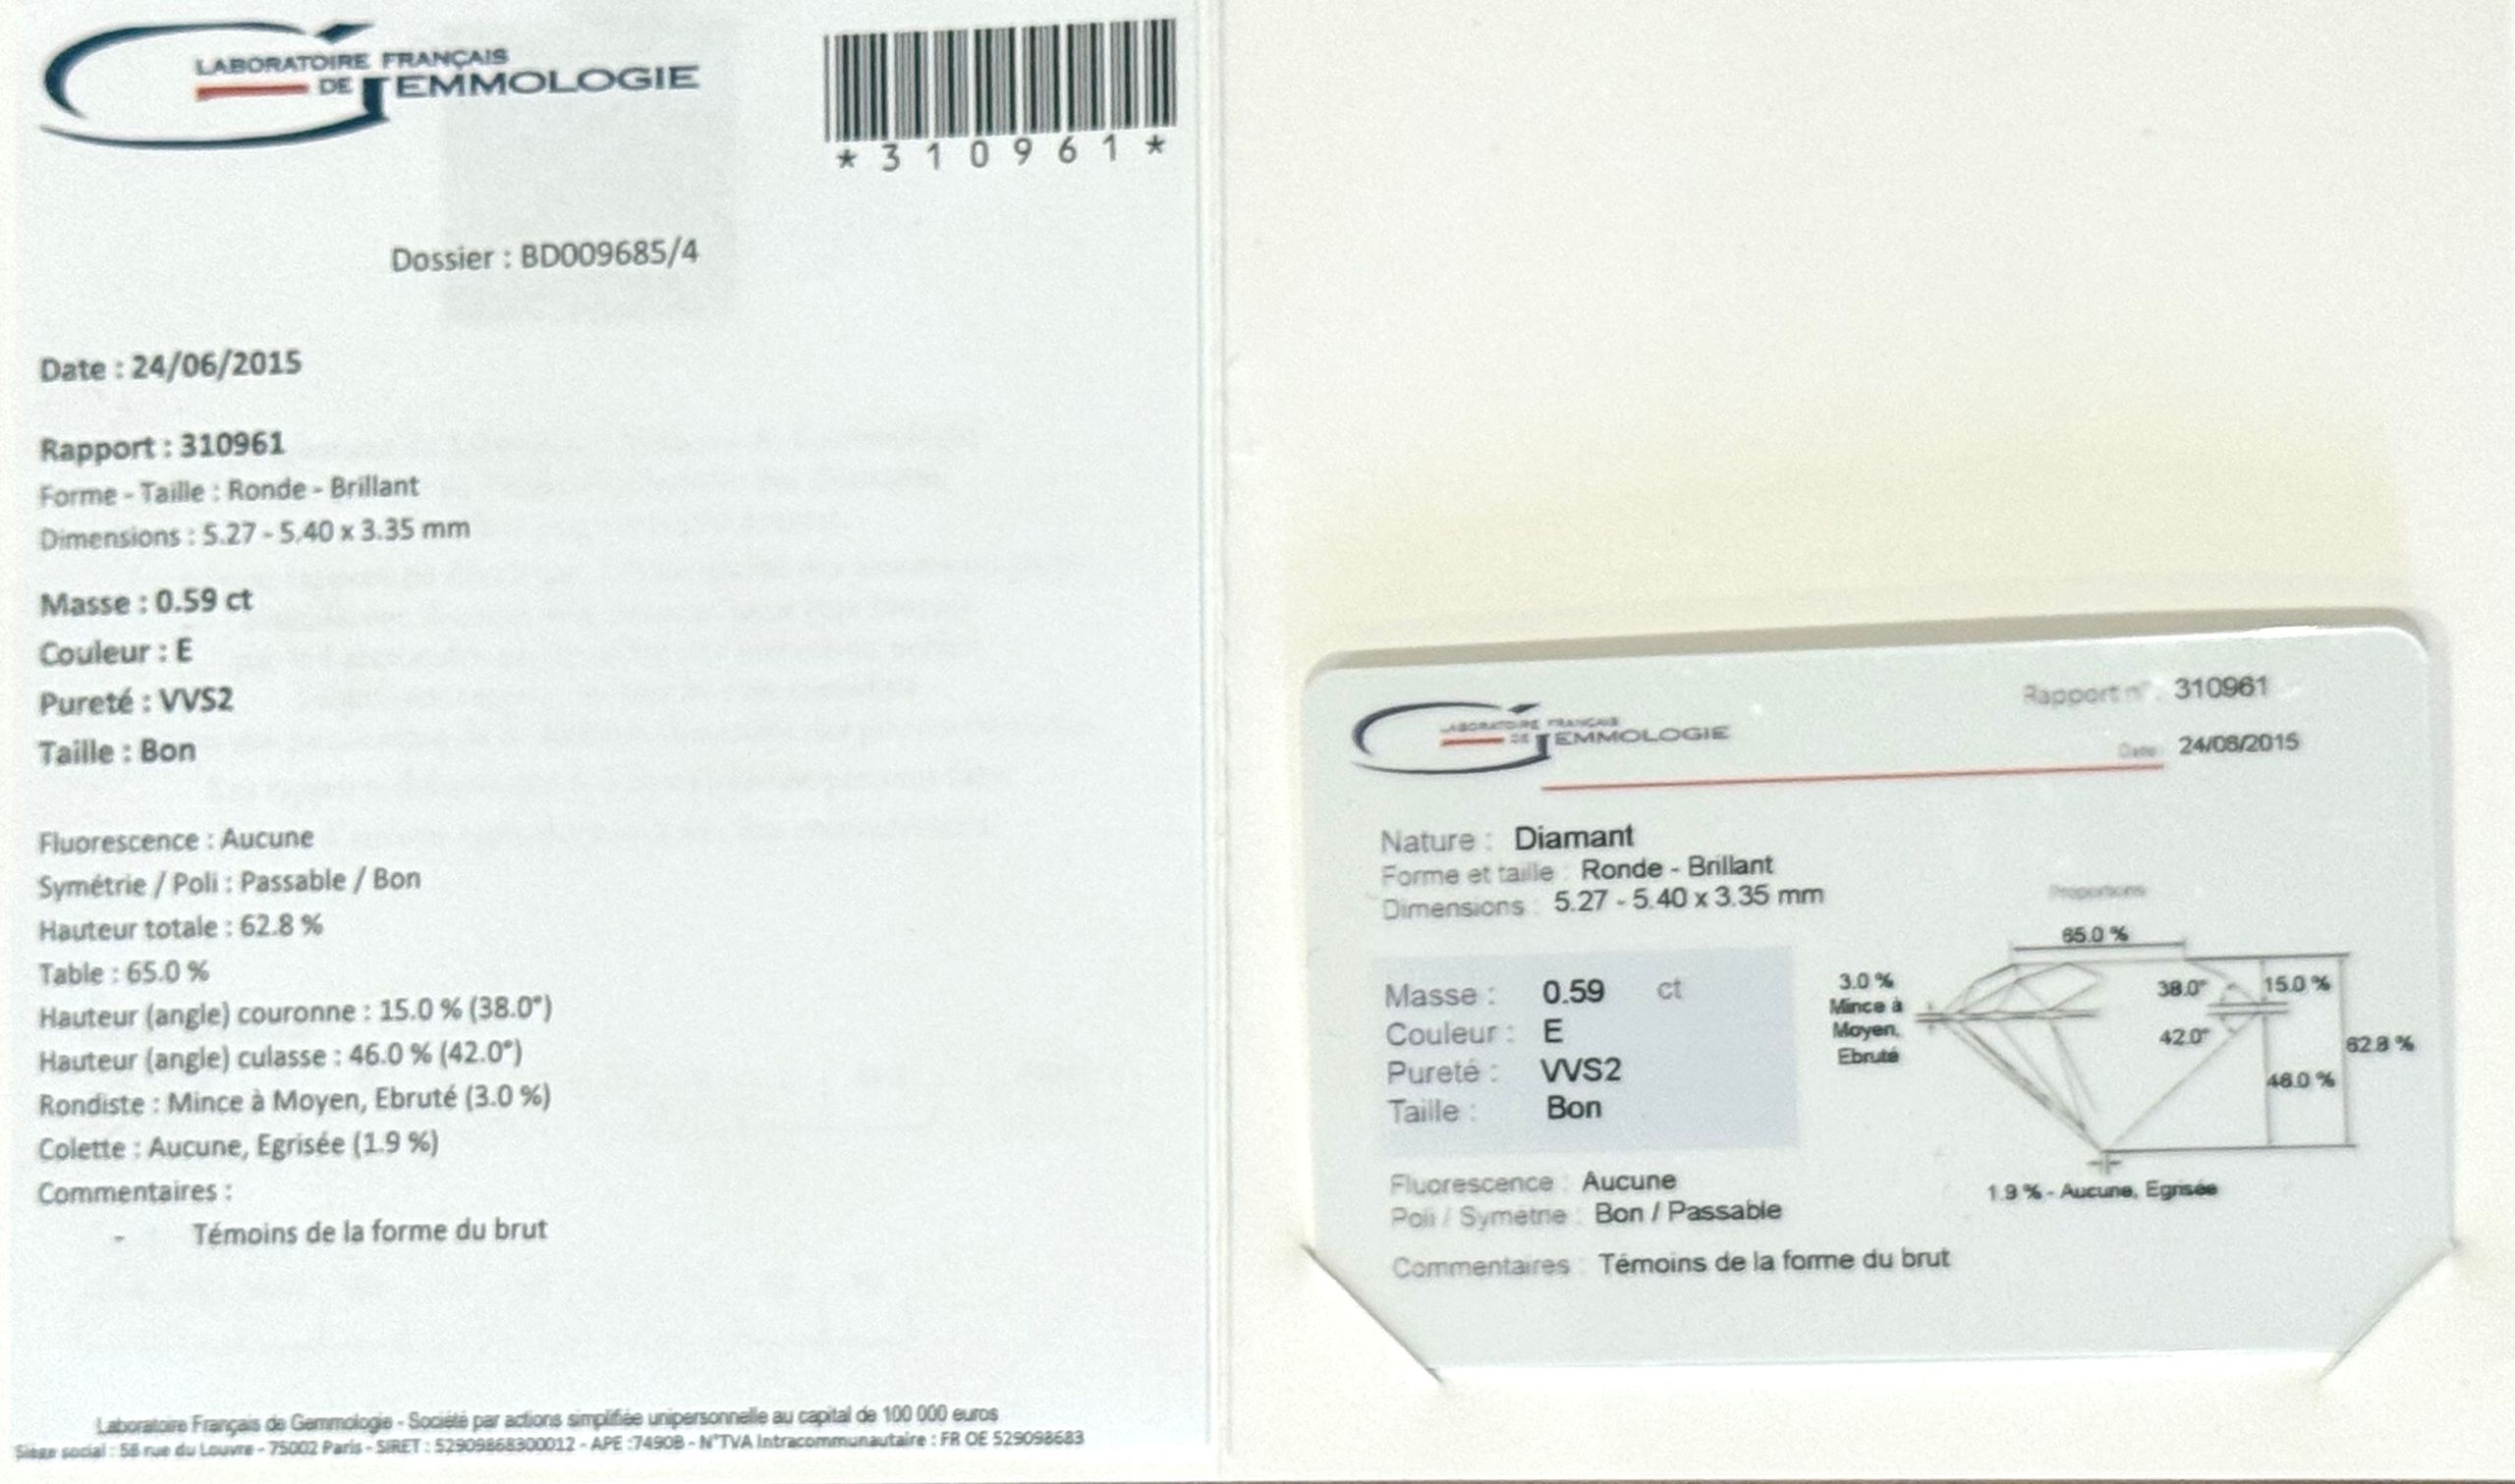 LABORATOIRE FRANÇAIS
DE GEMMOLOGIE
*310961*
Dossier : BD009685/4
Date : 24/06/2015
Rapport : 310961
Forme - Taille : Ronde - Brillant
Dimensions : 5.27 - 5.40 x 3.35 mm
Masse : 0.59 ct
Couleur : E
Pureté : VVS2
Taille : Bon
Fluorescence : Aucune
Symétrie / Poli : Passable / Bon
Hauteur totale : 62.8 %
Table : 65.0 %
Hauteur (angle) couronne : 15.0 % (38.0°)
Hauteur (angle) culasse : 46.0 % (42.0°)
Rondiste : Mince à Moyen, Ebruté (3.0 %)
Colette : Aucune, Egrisée (1.9 %)
Commentaires :
- Témoins de la forme du brut
Laboratoire Français de Gemmologie - Société par actions simplifiée unipersonnelle au capital de 100 000 euros
Siège social : 58 rue du Louvre - 75002 Paris - SIRET : 52909868300012 - APE :7490B - N°TVA Intracommunautaire : FR OE 529098683
LABORATOIRE FRANÇAIS
DE GEMMOLOGIE
Rapport n° : 310961
Date : 24/06/2015
Nature : Diamant
Forme et taille : Ronde - Brillant
Dimensions : 5.27 - 5.40 x 3.35 mm
Masse : 0.59 ct
Couleur : E
Pureté : VVS2
Taille : Bon
Fluorescence : Aucune
Poli / Symétrie : Bon / Passable
Commentaires : Témoins de la forme du brut
Proportions
65.0 %
3.0 %
Mince à
Moyen,
Ebruté
38.0°
15.0 %
42.0°
62.8 %
46.0 %
1.9 % - Aucune, Egrisée